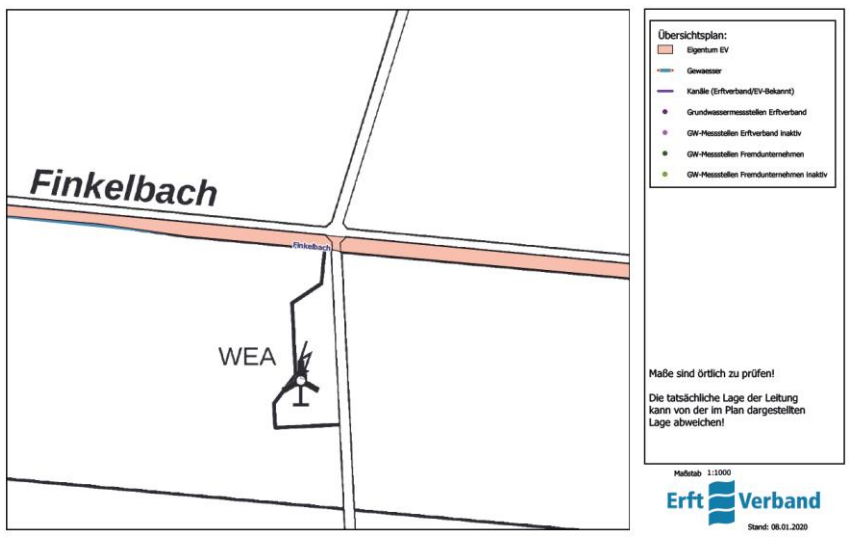 Finkelbach
Finkelbach
WEA
Übersichtsplan:
Eigentum EV
Gewaesser
Kanäle (Erftverband/EV-Bekannt)
Grundwassermessstellen Erftverband
GW-Messstellen Erftverband inaktiv
GW-Messstellen Fremdunternehmen
GW-Messstellen Fremdunternehmen inaktiv
Maße sind örtlich zu prüfen!
Die tatsächliche Lage der Leitung
kann von der im Plan dargestellten
Lage abweichen!
Maßstab 1:1000
Erft Verband
Stand: 08.01.2020